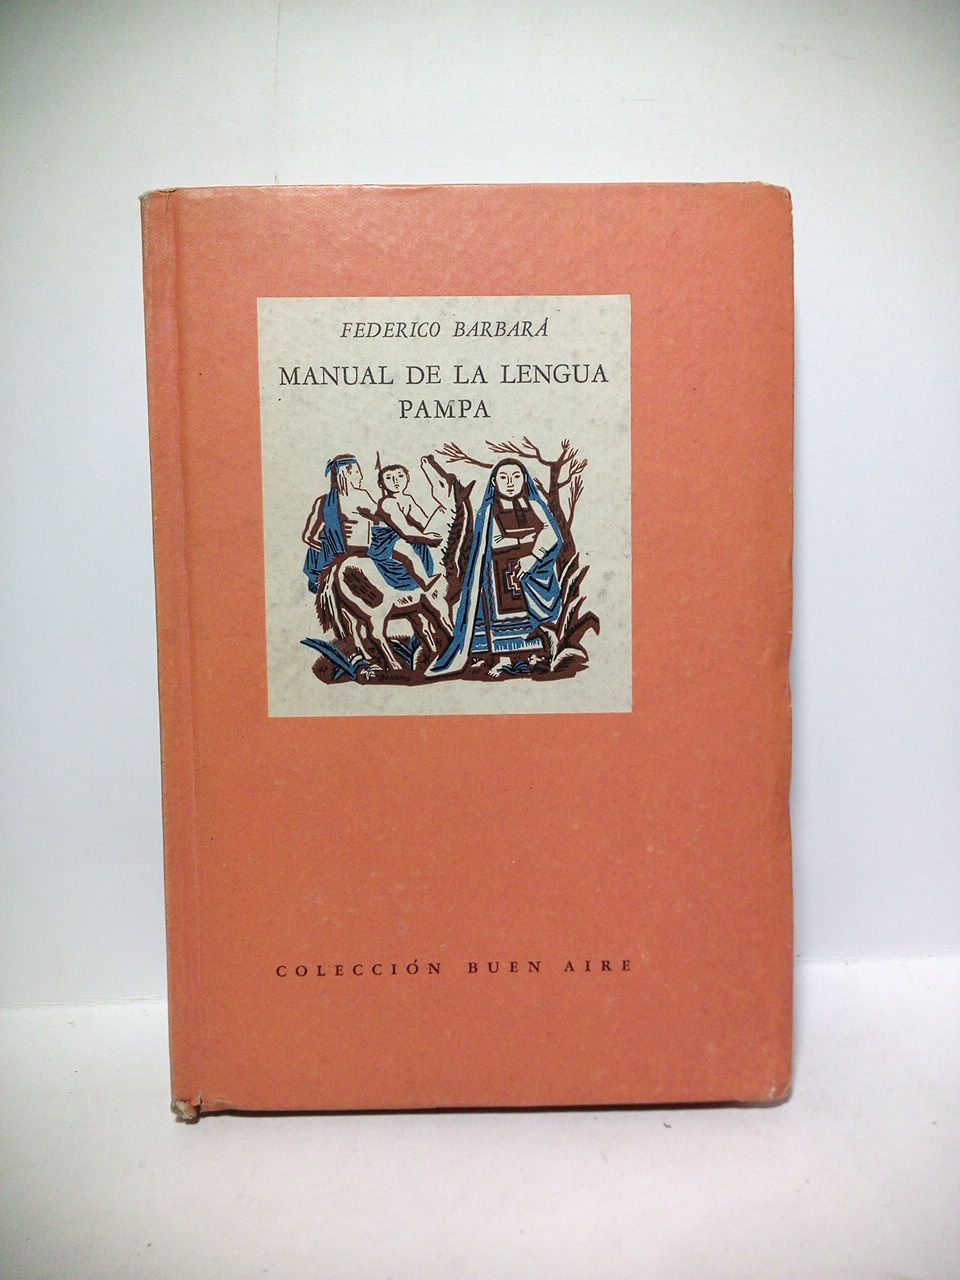 FEDERICO BARBARÁ
MANUAL DE LA LENGUA
PAMPA
COLECCIÓN BUEN AIRE